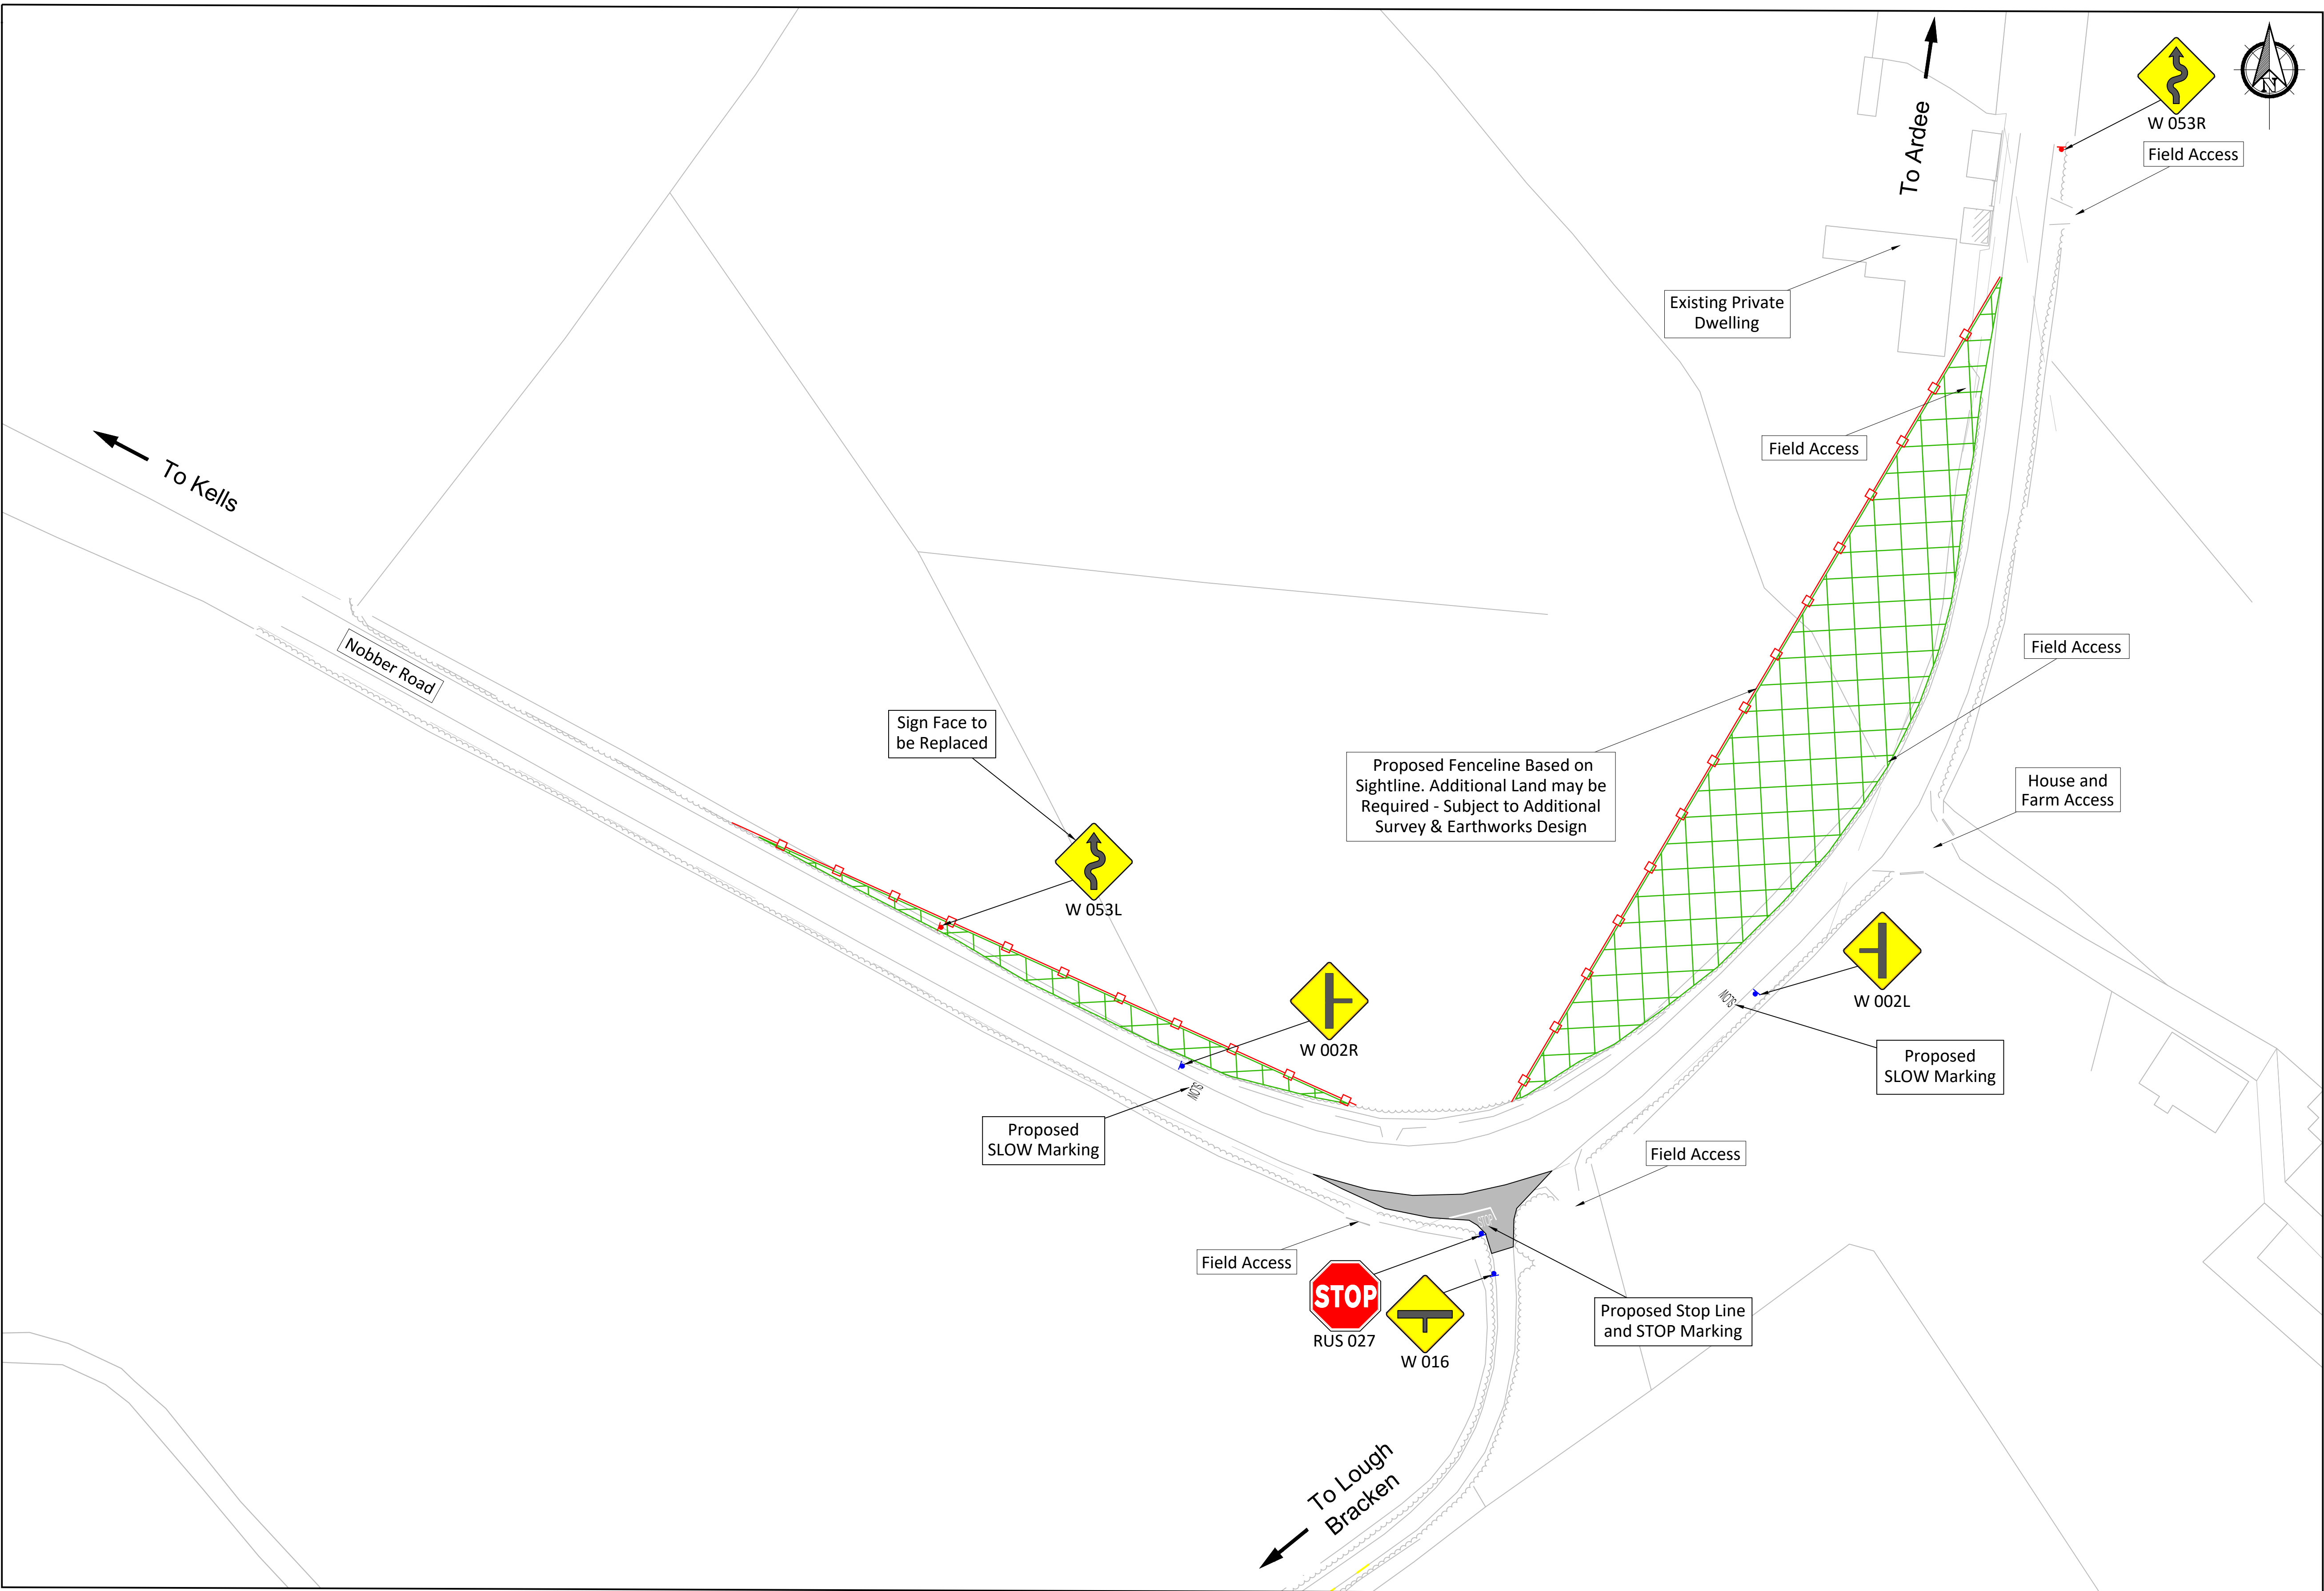 To Ardee
W 053R
N
Field Access
Existing Private
Dwelling
Field Access
To Kells
Nobber Road
Field Access
Sign Face to
be Replaced
Proposed Fenceline Based on
Sightline. Additional Land may be
Required - Subject to Additional
Survey & Earthworks Design
House and
Farm Access
W 053L
W 002L
SLOW
W 002R
Proposed
SLOW Marking
SLOW
Proposed
SLOW Marking
Field Access
STOP
Field Access
STOP
RUS 027
W 016
Proposed Stop Line
and STOP Marking
To Lough
Bracken